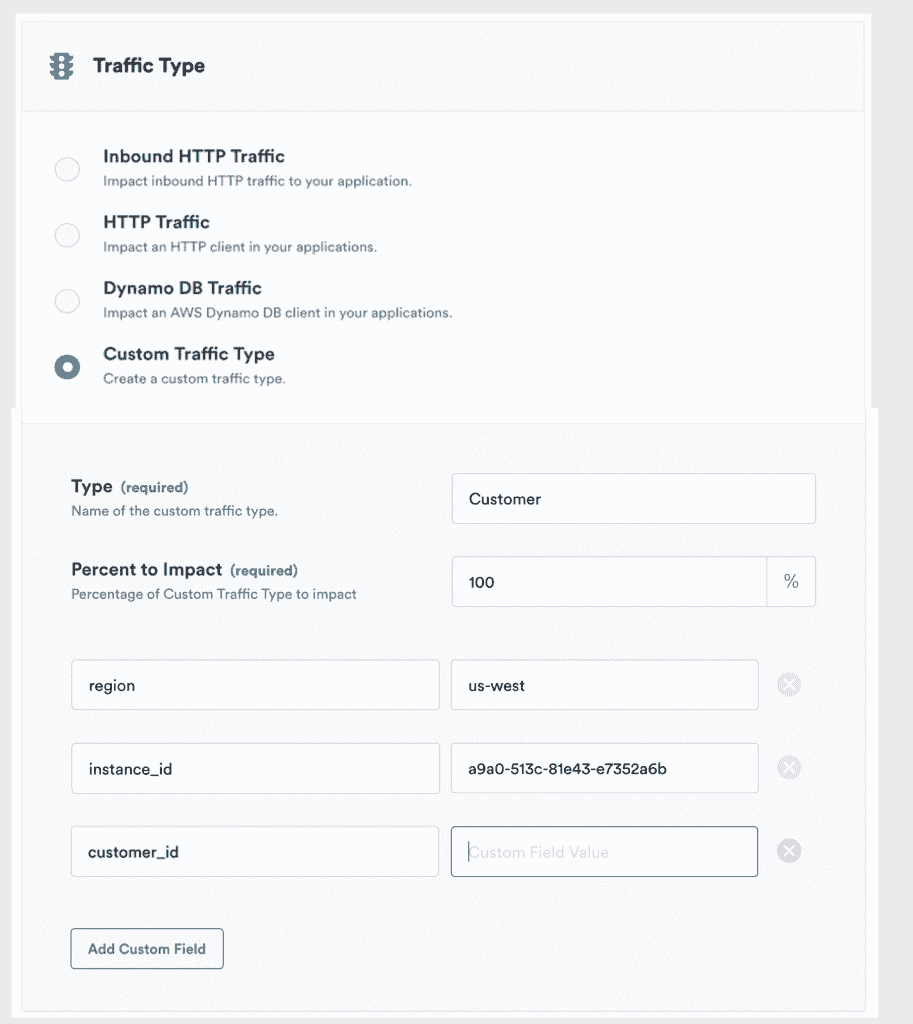 Traffic Type
Inbound HTTP Traffic
Impact inbound HTTP traffic to your application.
HTTP Traffic
Impact an HTTP client in your applications.
Dynamo DB Traffic
Impact an AWS Dynamo DB client in your applications.
Custom Traffic Type
Create a custom traffic type.
Type (required)
Name of the custom traffic type.
Customer
Percent to Impact (required)
Percentage of Custom Traffic Type to impact
100 %
region us-west
instance_id a9a0-513c-81e43-e7352a6b
customer_id Custom Field Value
Add Custom Field